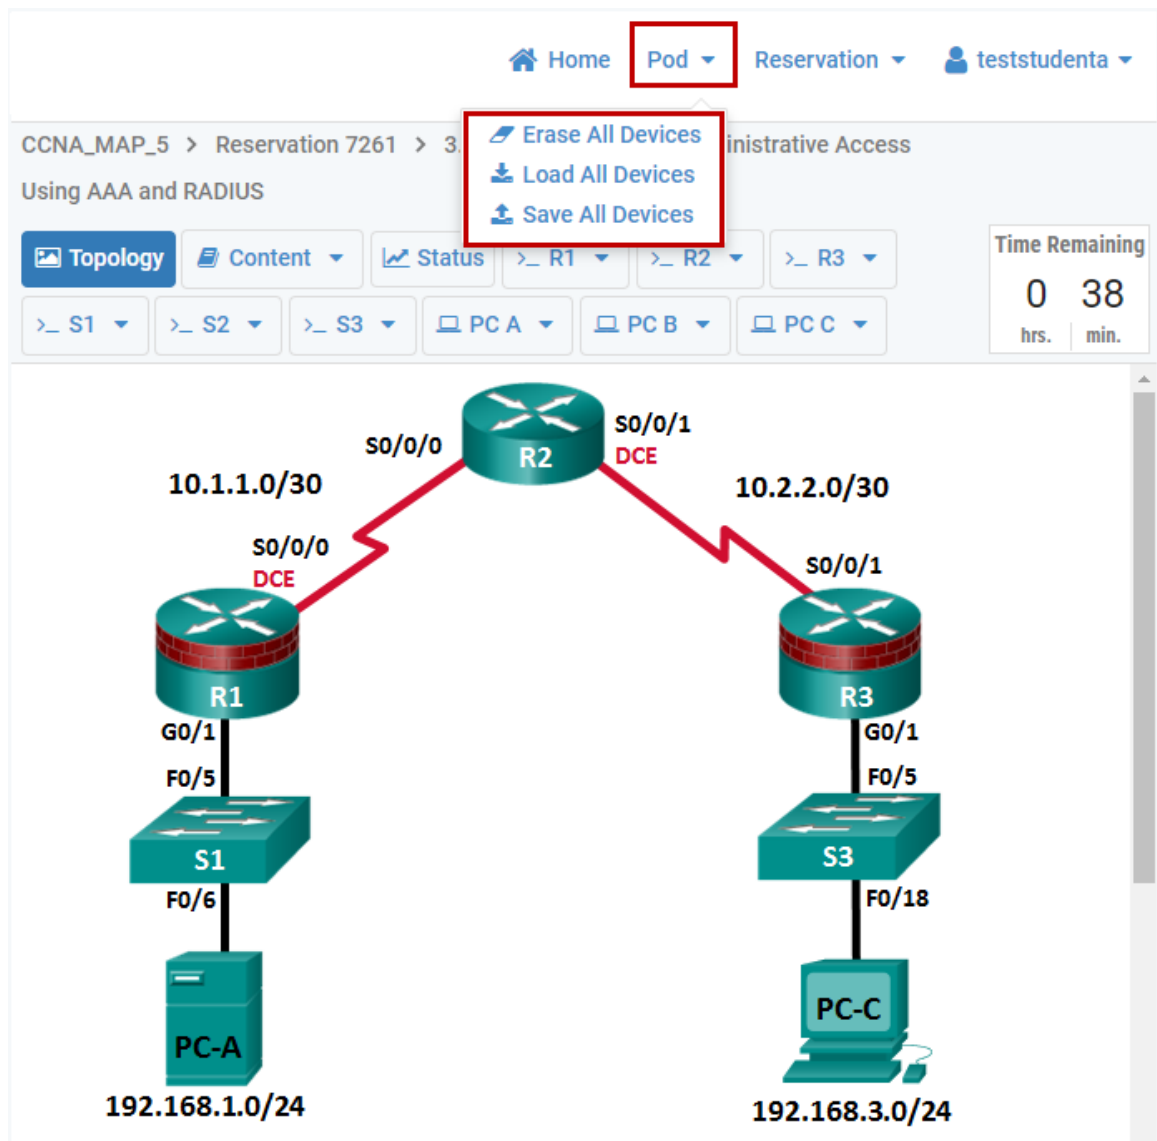 Home Pod Reservation teststudenta
Erase All Devices
Load All Devices
Save All Devices
CCNA_MAP_5 > Reservation 7261 > 3. inistrative Access
Using AAA and RADIUS
Topology Content Status >_ R1 >_ R2 >_ R3
>_ S1 >_ S2 >_ S3 PC A PC B PC C
Time Remaining
0 38
hrs. min.
S0/0/0
R2
S0/0/1
DCE
10.1.1.0/30
10.2.2.0/30
S0/0/0
DCE
S0/0/1
R1
R3
G0/1
G0/1
F0/5
F0/5
S1
S3
F0/6
F0/18
PC-A
PC-C
192.168.1.0/24
192.168.3.0/24